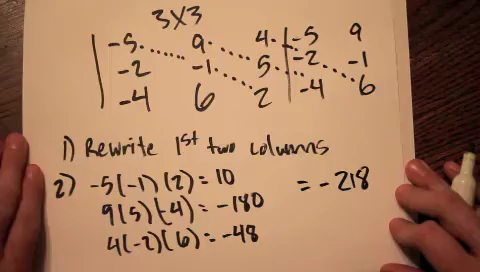 3X3
-5 9 4 -5 9
-2 -1 5 -2 -1
-4 6 2 -4 6
1) Rewrite 1st two columns
2) -5(-1)(2) = 10
9(5)(-4) = -180 = -218
4(-2)(6) = -48